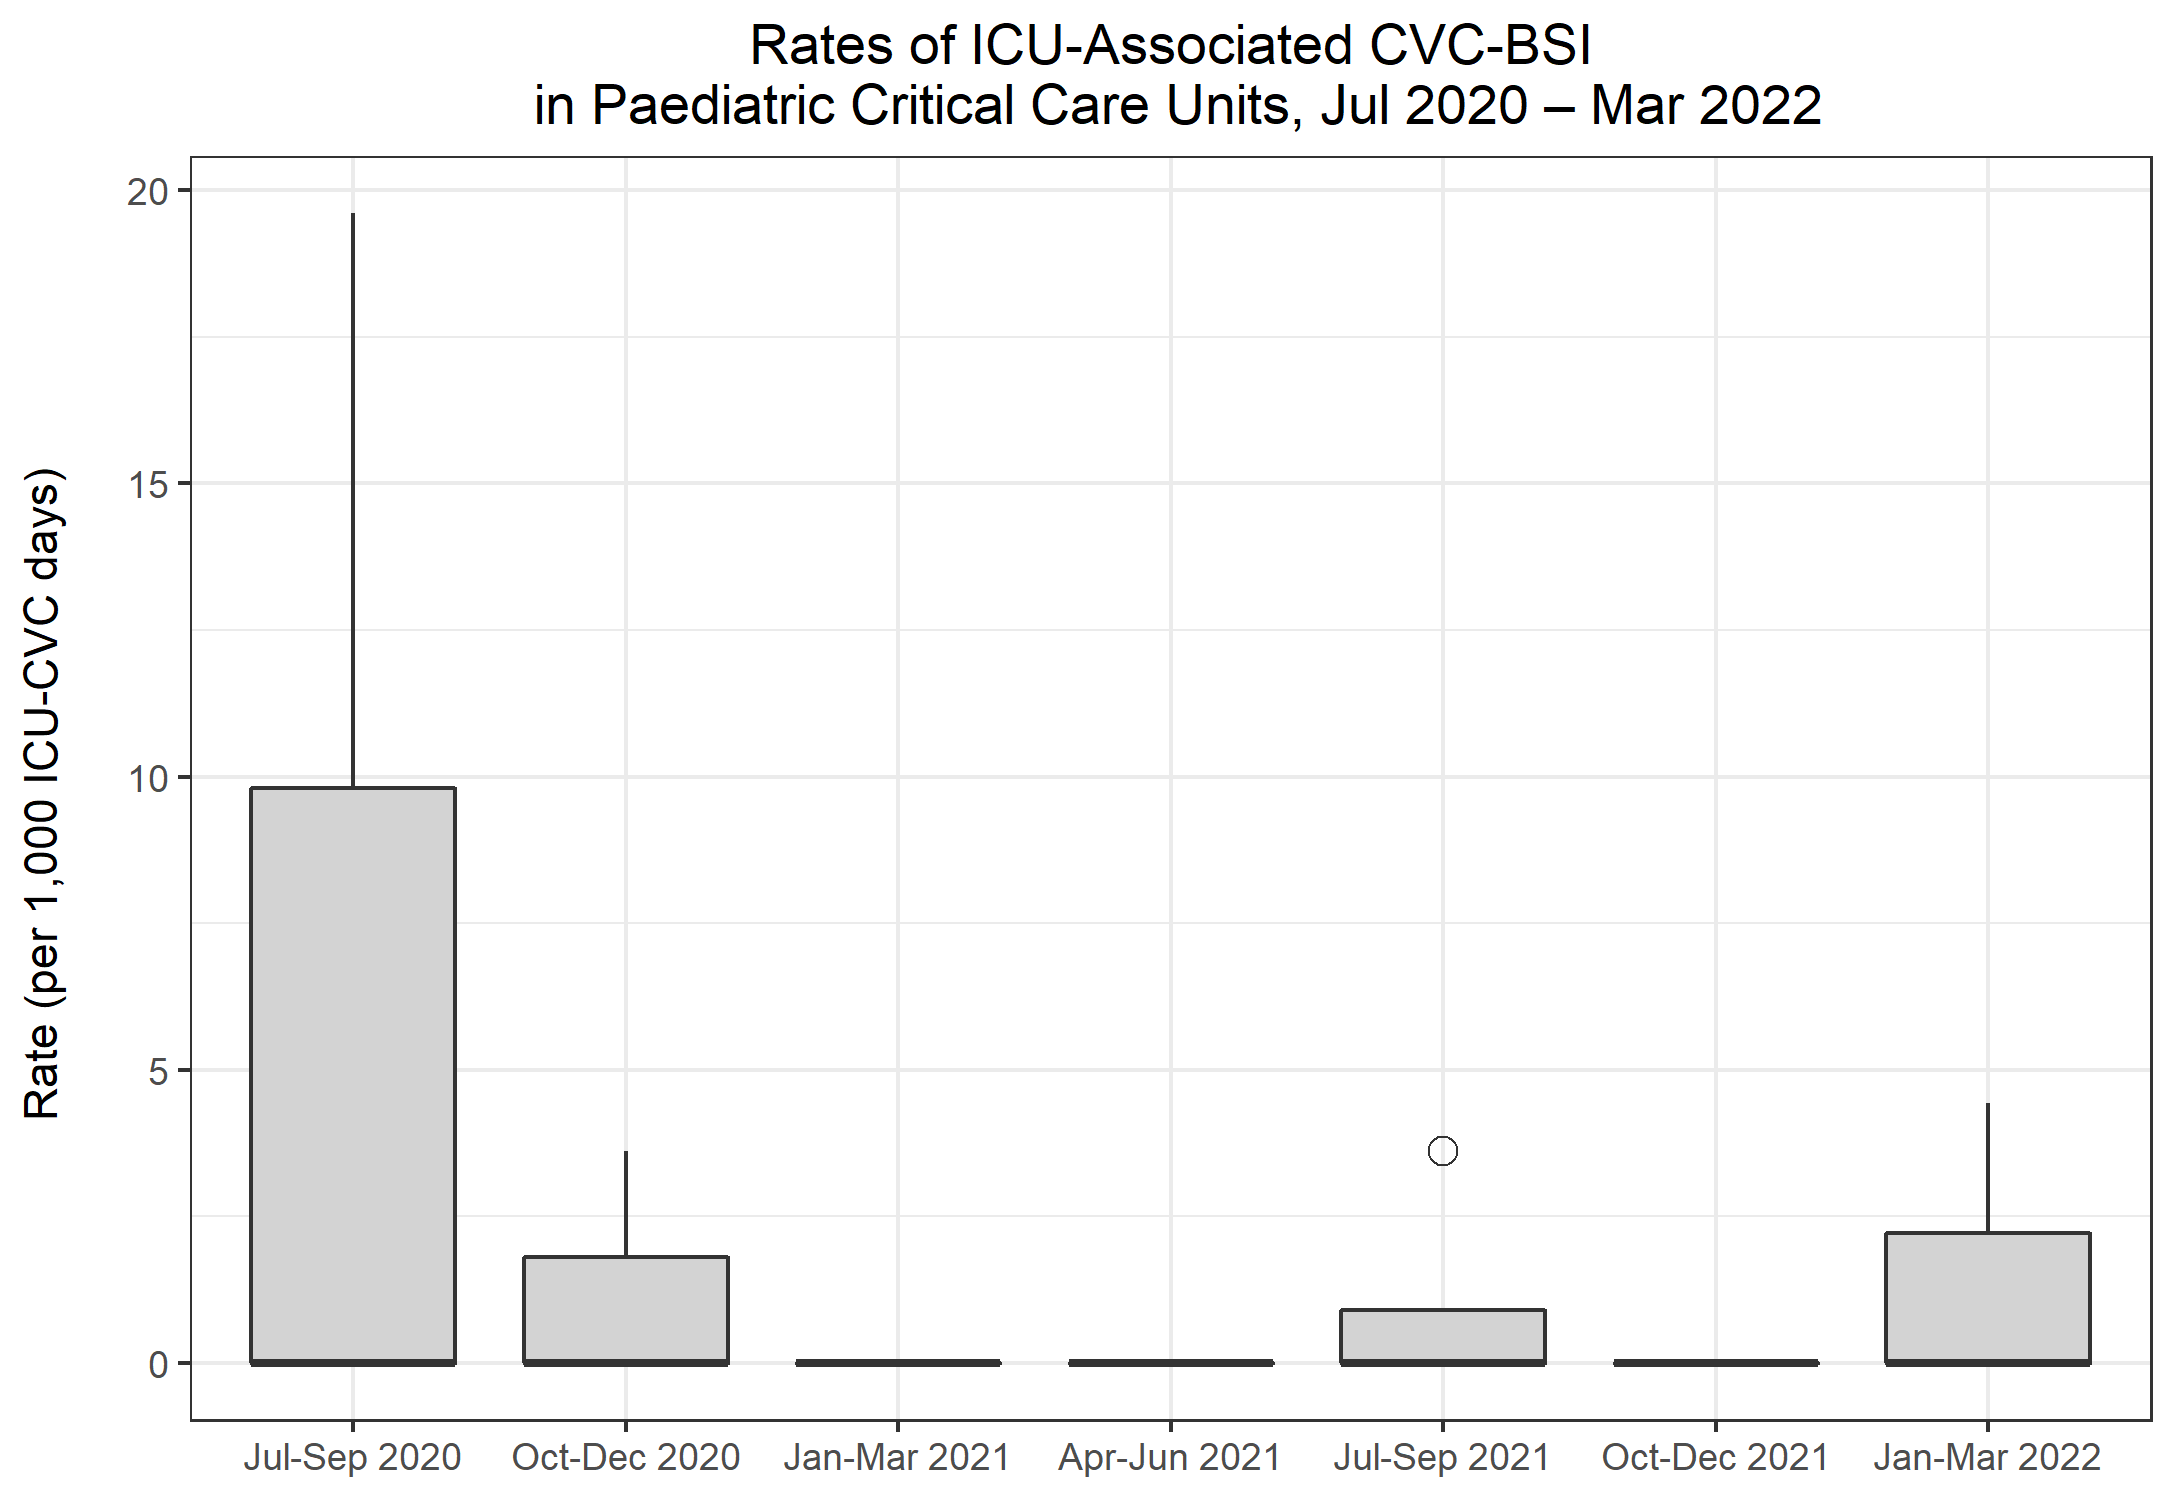 Rates of ICU-Associated CVC-BSI
in Paediatric Critical Care Units, Jul 2020 – Mar 2022
Rate (per 1,000 ICU-CVC days)
20
15
10
5
0
Jul-Sep 2020
Oct-Dec 2020
Jan-Mar 2021
Apr-Jun 2021
Jul-Sep 2021
Oct-Dec 2021
Jan-Mar 2022